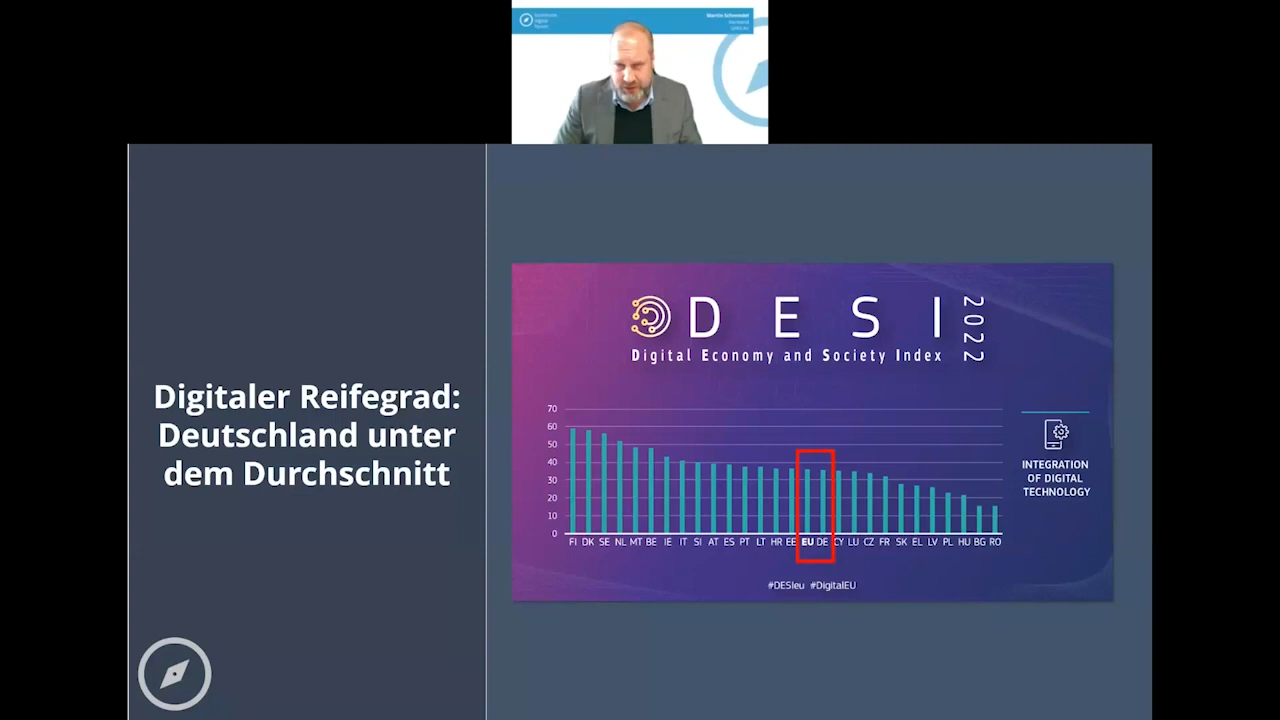 Digitaler Reifegrad:
Deutschland unter
dem Durchschnitt
DESI
2022
Digital Economy and Society Index
70
60
50
40
30
20
10
0
FI DK SE NL MT BE IE IT SI AT ES PT LT HR EE EU DE CY LU CZ FR SK EL LV PL HU BG RO
INTEGRATION
OF DIGITAL
TECHNOLOGY
#DESIeu #DigitalEU